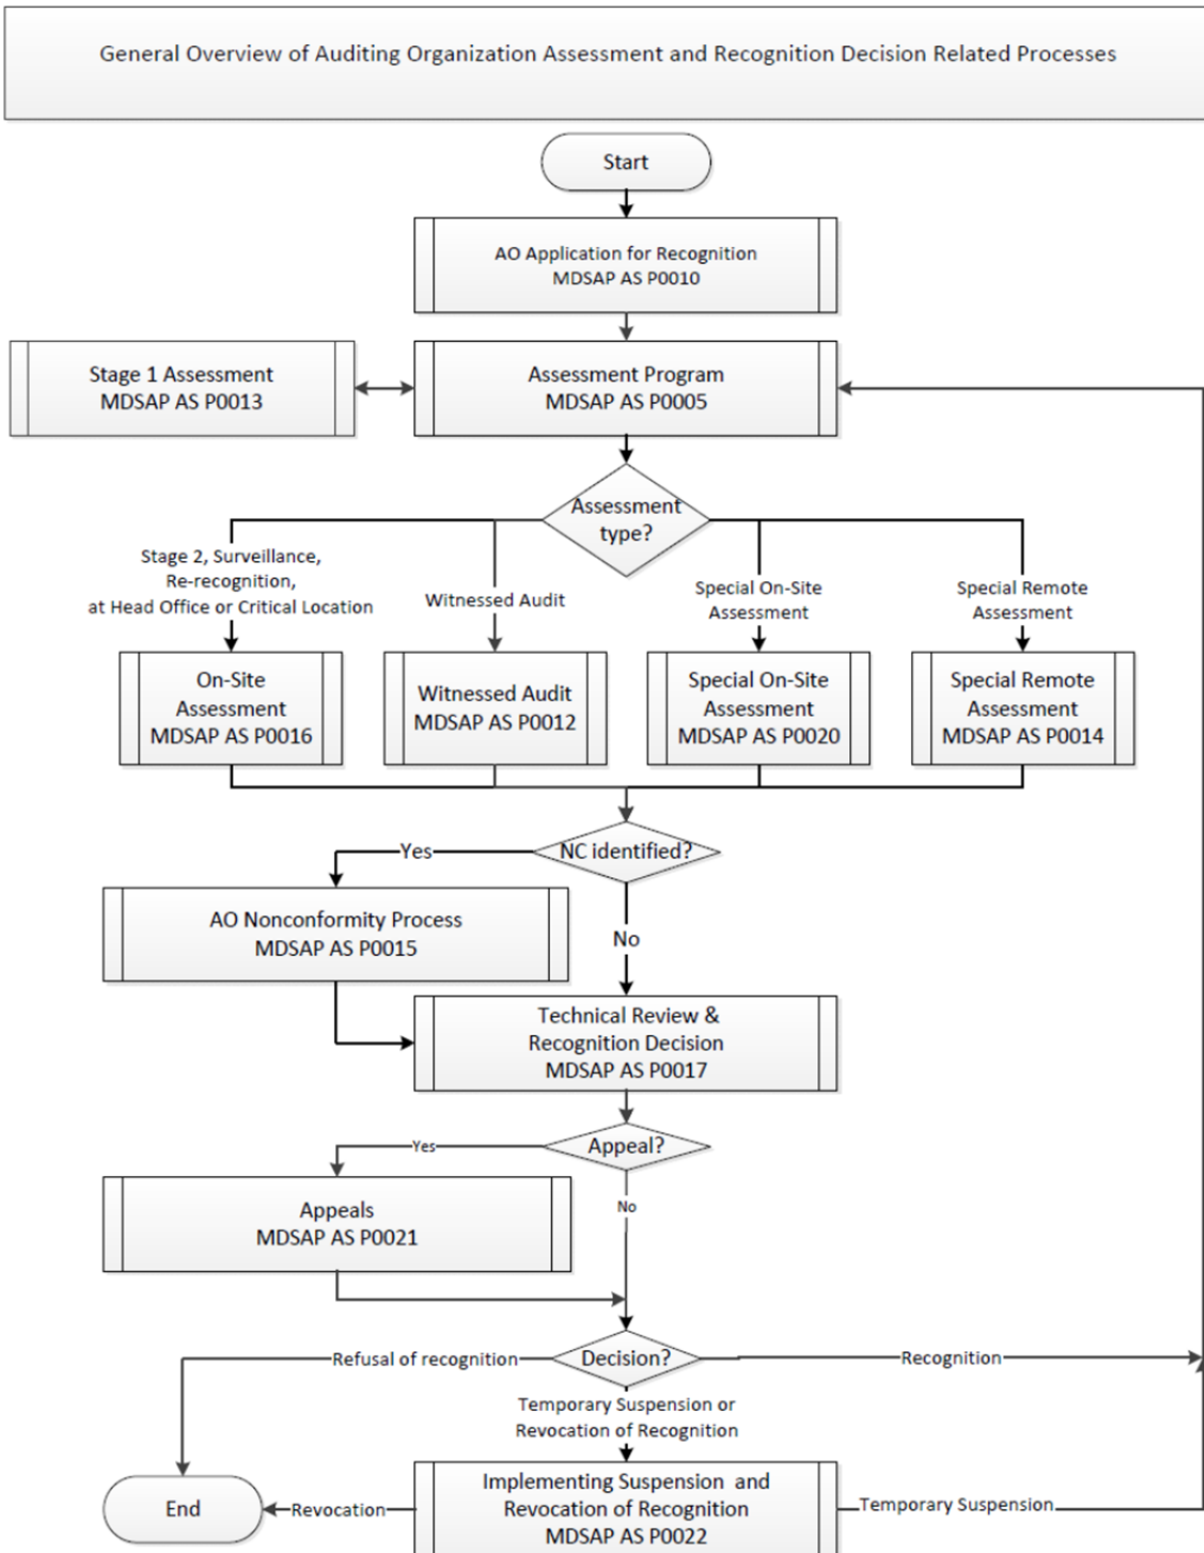 General Overview of Auditing Organization Assessment and Recognition Decision Related Processes
Start
AO Application for Recognition
MDSAP AS P0010
Stage 1 Assessment
MDSAP AS P0013
Assessment Program
MDSAP AS P0005
Assessment
type?
Stage 2, Surveillance,
Re-recognition,
at Head Office or Critical Location
Witnessed Audit
Special On-Site
Assessment
Special Remote
Assessment
On-Site
Assessment
MDSAP AS P0016
Witnessed Audit
MDSAP AS P0012
Special On-Site
Assessment
MDSAP AS P0020
Special Remote
Assessment
MDSAP AS P0014
NC identified?
Yes
AO Nonconformity Process
MDSAP AS P0015
No
Technical Review &
Recognition Decision
MDSAP AS P0017
Appeal?
Yes
Appeals
MDSAP AS P0021
No
Decision?
Refusal of recognition
Recognition
Temporary Suspension or
Revocation of Recognition
Implementing Suspension and
Revocation of Recognition
MDSAP AS P0022
Revocation
End
Temporary Suspension